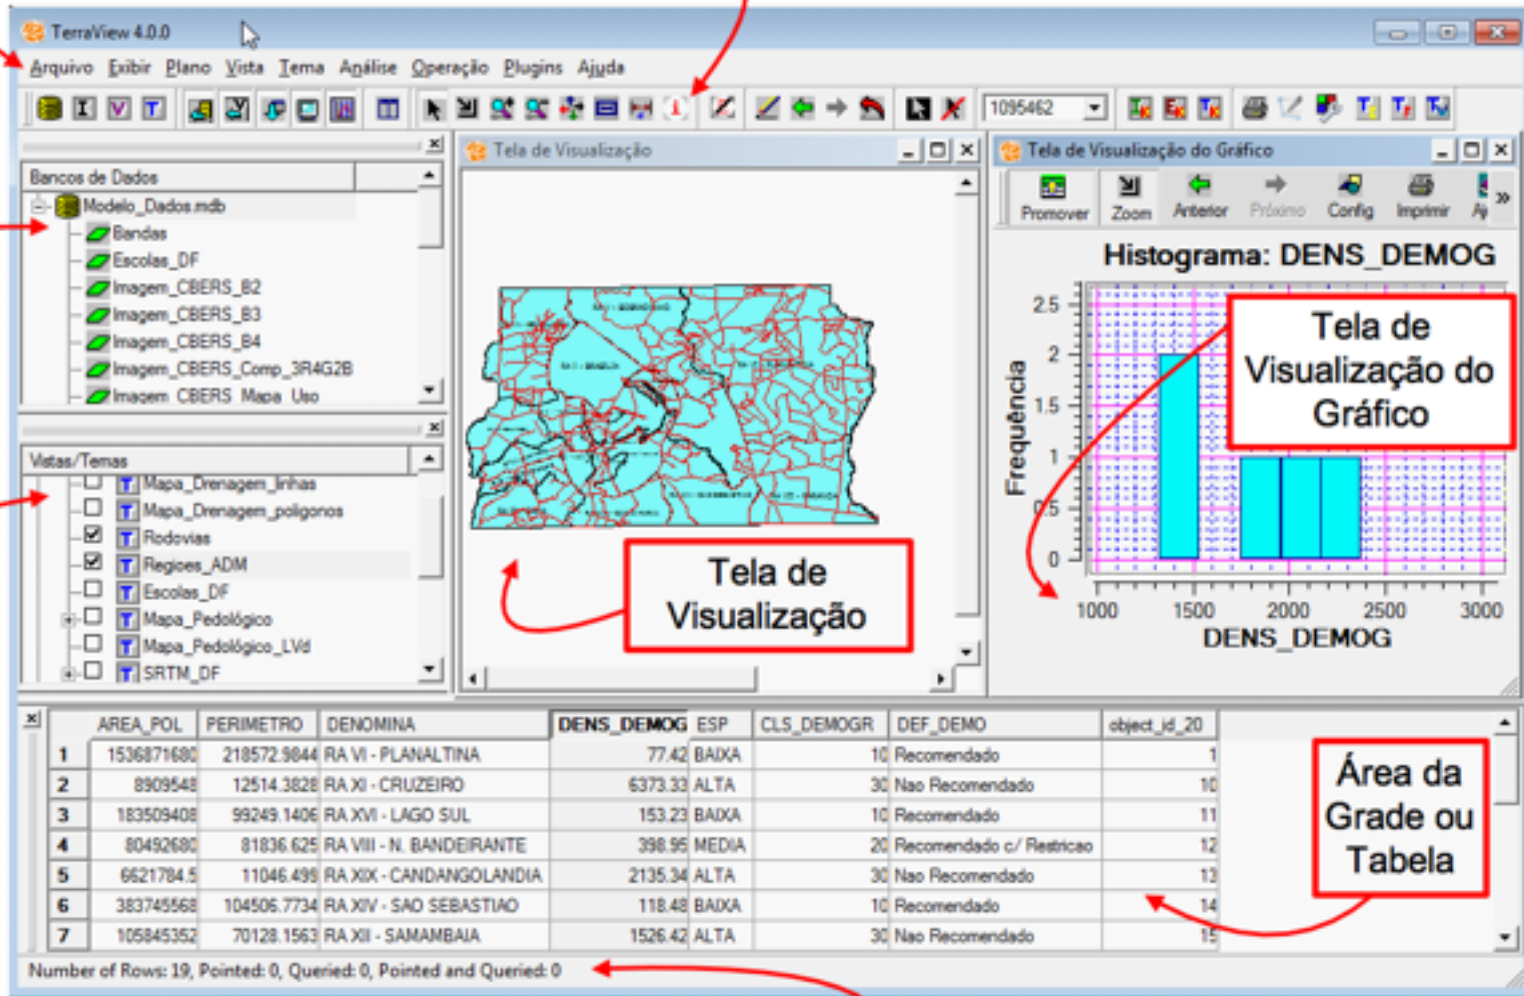 TerraView 4.0.0
Arquivo Exibir Plano Vista Tema Análise Operação Plugins Ajuda
1095462
Bancos de Dados
Modelo_Dados.mdb
Bandas
Escolas_DF
Imagem_CBERS_B2
Imagem_CBERS_B3
Imagem_CBERS_B4
Imagem_CBERS_Comp_3R4G2B
Imagem_CBERS_Mapa_Uso
Vistas/Temas
Mapa_Drenagem_linhas
Mapa_Drenagem_poligonos
Rodovias
Regioes_ADM
Escolas_DF
Mapa_Pedológico
Mapa_Pedológico_LVd
SRTM_DF
Tela de Visualização
Tela de
Visualização
Tela de Visualização do Gráfico
Promover Zoom Anterior Próximo Config Imprimir
Histograma: DENS_DEMOG
Tela de
Visualização do
Gráfico
Frequência
2.5
2
1.5
1
0.5
0
1000 1500 2000 2500 3000
DENS_DEMOG
AREA_POL PERIMETRO DENOMINA DENS_DEMOG ESP CLS_DEMOGR DEF_DEMO object_id_20
1 1536871680 218572.9844 RA VI - PLANALTINA 77.42 BAIXA 10 Recomendado 1
2 8909548 12514.3828 RA XI - CRUZEIRO 6373.33 ALTA 30 Nao Recomendado 10
3 183509408 99249.1406 RA XVI - LAGO SUL 153.23 BAIXA 10 Recomendado 11
4 80492680 81836.625 RA VIII - N. BANDEIRANTE 398.95 MEDIA 20 Recomendado c/ Restricao 12
5 6621784.5 11046.499 RA XIX - CANDANGOLANDIA 2135.34 ALTA 30 Nao Recomendado 13
6 383745568 104506.7734 RA XIV - SAO SEBASTIAO 118.48 BAIXA 10 Recomendado 14
7 105845352 70128.1563 RA XII - SAMAMBAIA 1526.42 ALTA 30 Nao Recomendado 15
Área da
Grade ou
Tabela
Number of Rows: 19, Pointed: 0, Queried: 0, Pointed and Queried: 0